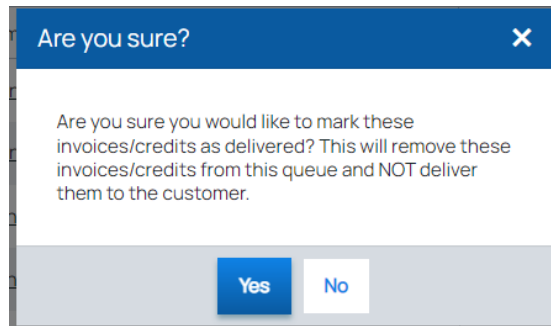 Are you sure?
Are you sure you would like to mark these
invoices/credits as delivered? This will remove these
invoices/credits from this queue and NOT deliver
them to the customer.
Yes
No